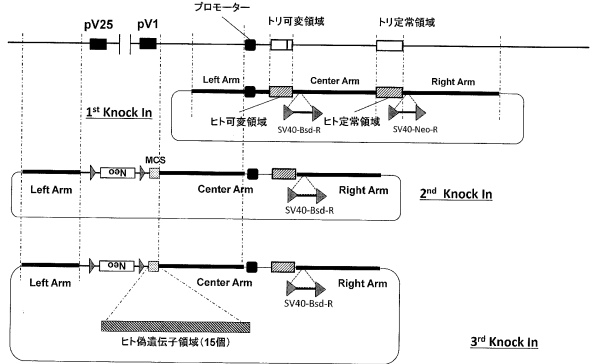 プロモーター
トリ可変領域
トリ定常領域
pV25
pV1
Left Arm
Center Arm
Right Arm
1st Knock In
ヒト可変領域
SV40-Bsd-R
ヒト定常領域
SV40-Neo-R
MCS
Neo
Left Arm
Center Arm
Right Arm
SV40-Bsd-R
2nd Knock In
Neo
Left Arm
Center Arm
Right Arm
SV40-Bsd-R
ヒト偽遺伝子領域(15個)
3rd Knock In